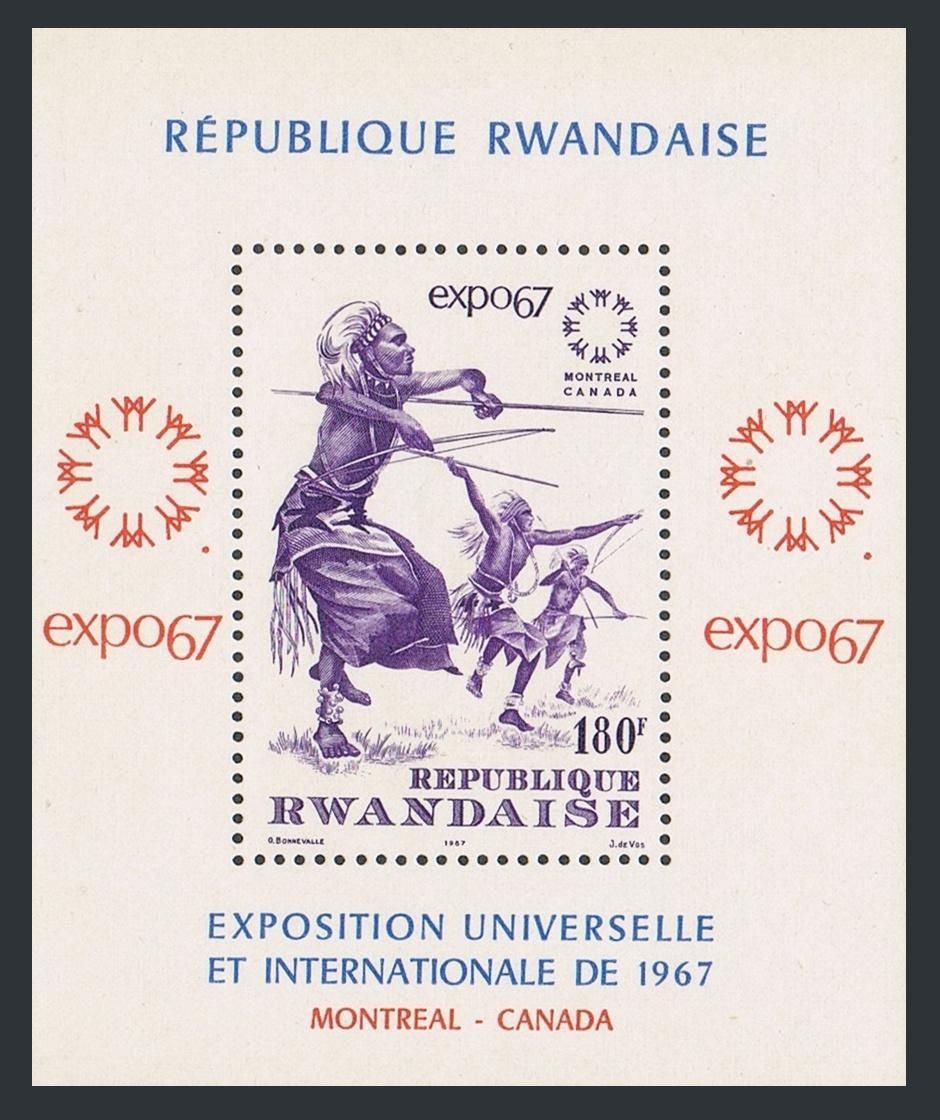 RÉPUBLIQUE RWANDAISE
expo67
MONTREAL
CANADA
expo67
expo67
180F
REPUBLIQUE
RWANDAISE
O. BONNEVALLE 1967 J. de Vos
EXPOSITION UNIVERSELLE
ET INTERNATIONALE DE 1967
MONTREAL - CANADA